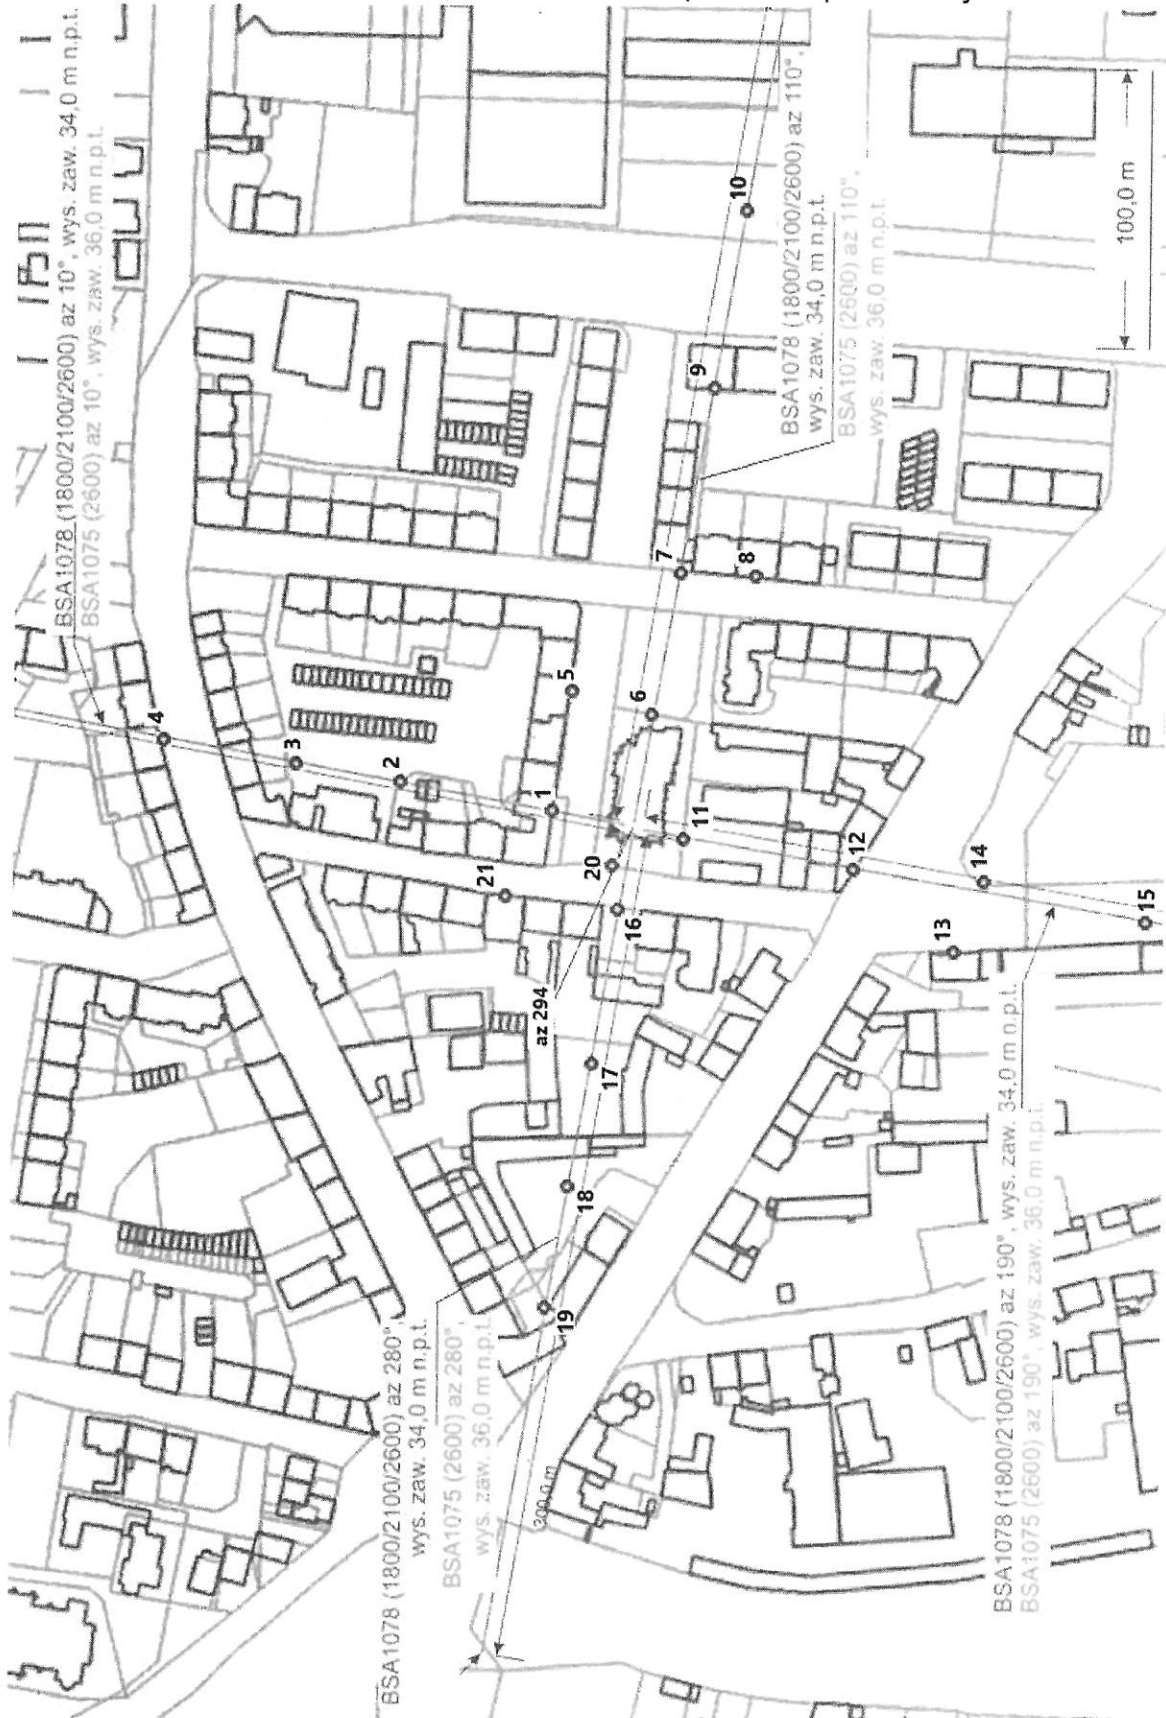 BSA1078 (1800/2100/2600) az 10°, wys. zaw. 34,0 m n.p.t.
BSA1075 (2600) az 10°, wys. zaw. 36,0 m n.p.t.
4
3
2
1
5
21
20
16
az 294
17
18
19
6
7
8
9
10
11
12
13
14
15
BSA1078 (1800/2100/2600) az 110°,
wys. zaw. 34,0 m n.p.t.
BSA1075 (2600) az 110°,
wys. zaw. 36,0 m n.p.t.
100,0 m
BSA1078 (1800/2100/2600) az 280°,
wys. zaw. 34,0 m n.p.t.
BSA1075 (2600) az 280°,
wys. zaw. 36,0 m n.p.t.
300,0 m
BSA1078 (1800/2100/2600) az 190°, wys. zaw. 34,0 m n.p.t.
BSA1075 (2600) az 190°, wys. zaw. 36,0 m n.p.t.